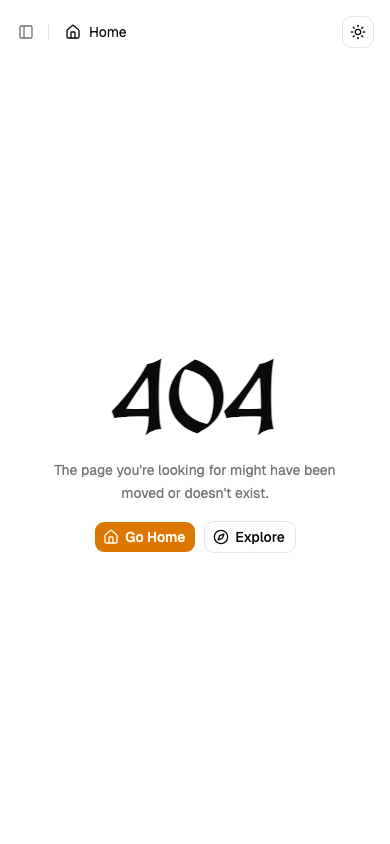 Home
404
The page you're looking for might have been
moved or doesn't exist.
Go Home
Explore